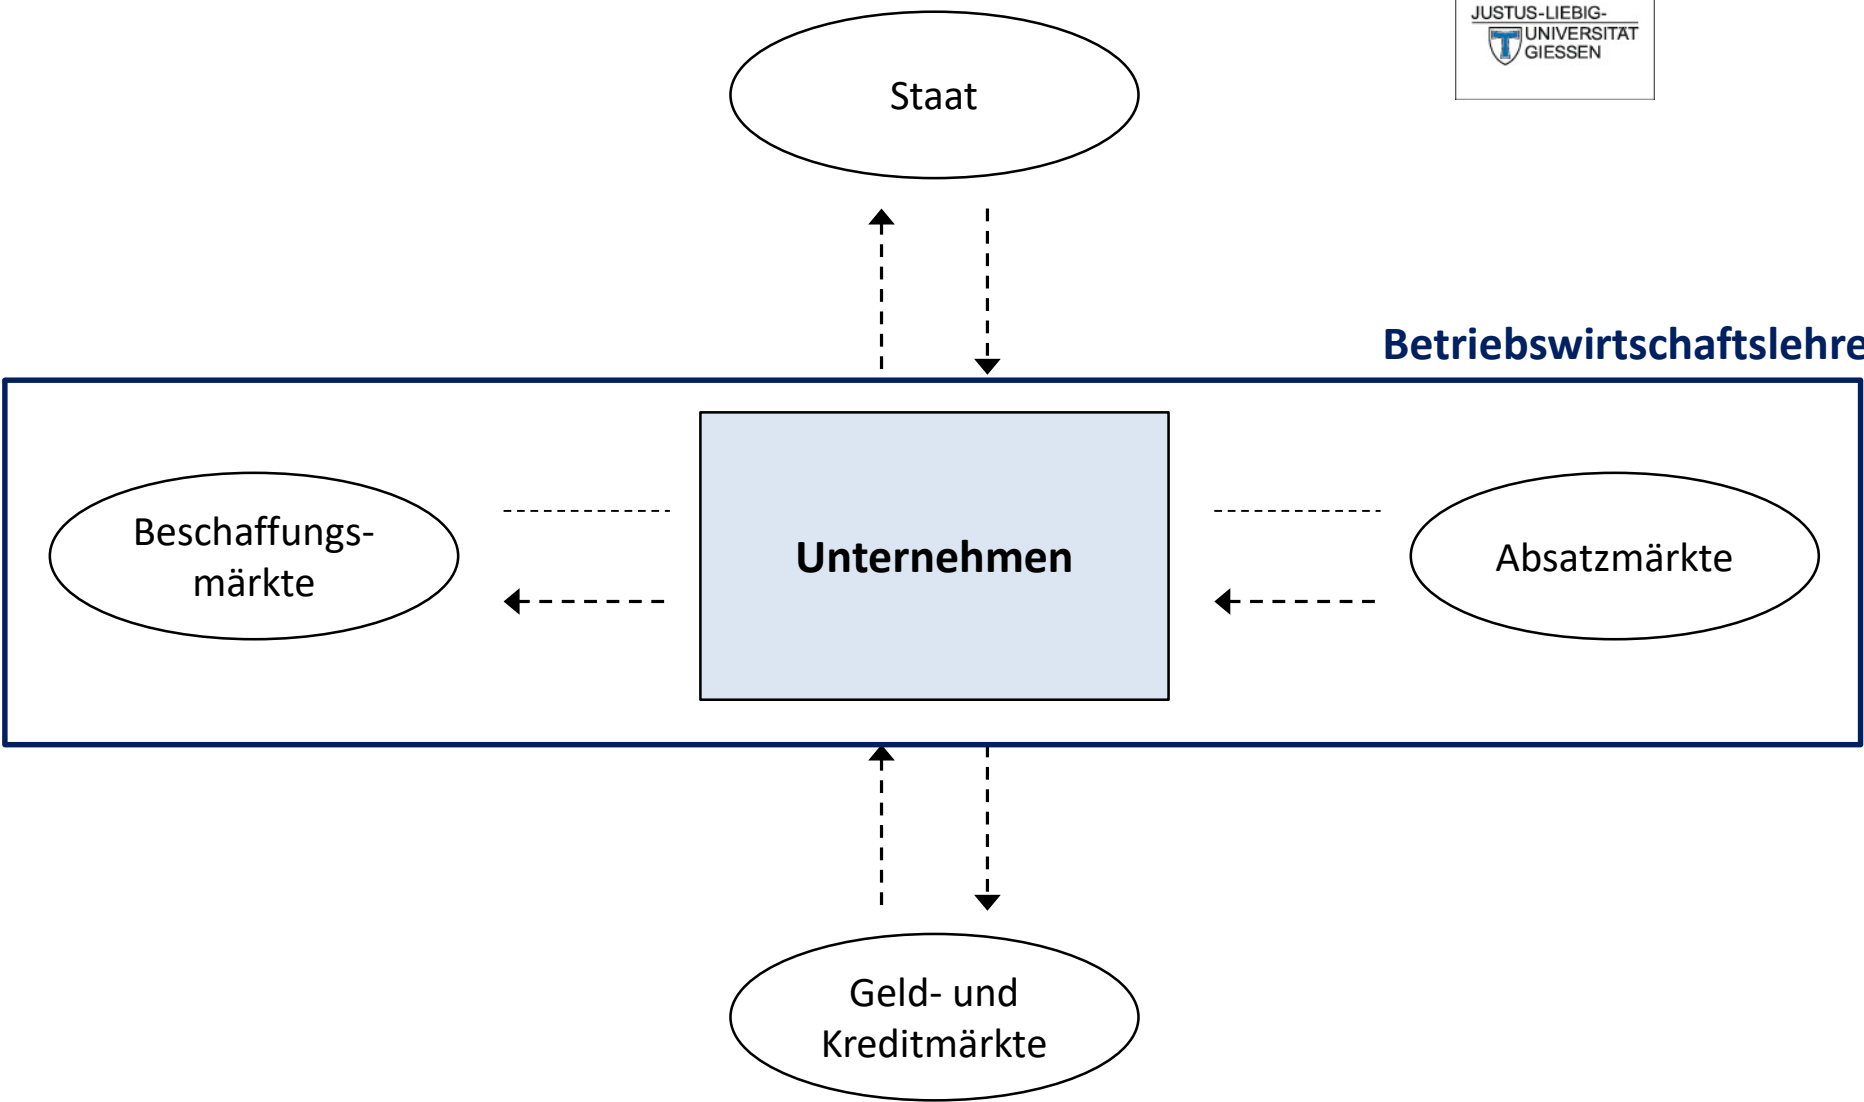 JUSTUS-LIEBIG-
UNIVERSITÄT
GIESSEN
Staat
Betriebswirtschaftslehre
Beschaffungs-
märkte
Unternehmen
Absatzmärkte
Geld- und
Kreditmärkte